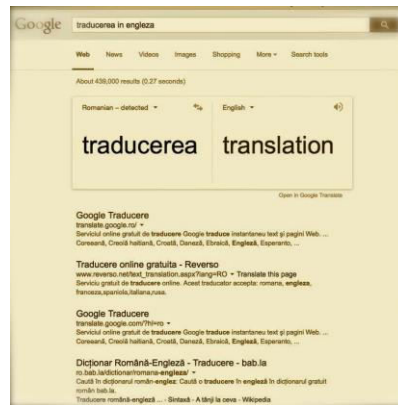 Google traducerea in engleza
Web News Videos Images Shopping More Search tools
About 439,000 results (0.27 seconds)
Romanian – detected English
traducerea translation
Open in Google Translate
Google Traducere
translate.google.ro/
Serviciul online gratuit de traducere Google traduce instantaneu text și pagini Web. ...
Coreeană, Creolă haitiană, Croată, Daneză, Ebraică, Engleză, Esperanto, ...
Traducere online gratuita - Reverso
www.reverso.net/text_translation.aspx?lang=RO Translate this page
Serviciu gratuit de traducere online. Acest traducator accepta: romana, engleza,
franceza,spaniola,italiana,rusa.
Google Traducere
translate.google.com/?hl=ro
Serviciul online gratuit de traducere Google traduce instantaneu text și pagini Web. ...
Coreeană, Creolă haitiană, Croată, Daneză, Ebraică, Engleză, Esperanto, ...
Dicționar Română-Engleză - Traducere - bab.la
ro.bab.la/dictionar/romana-engleza/
Caută în dicționarul român-englez: Caută o traducere în engleză în dicționarul gratuit
român bab.la.
Traducere română-engleză ... - Sintaxă - A tânji la ceva - Wikipedia